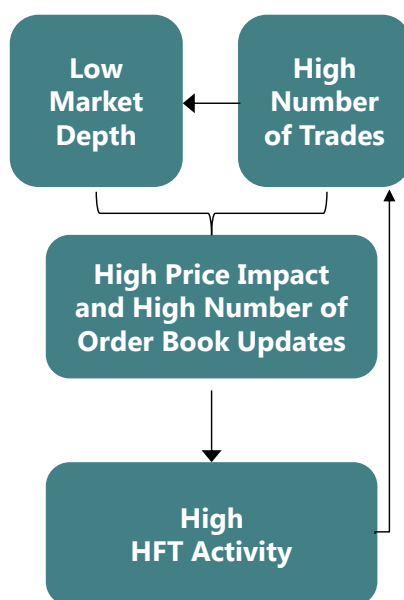 Low
Market
Depth
High
Number
of Trades
High Price Impact
and High Number of
Order Book Updates
High
HFT Activity